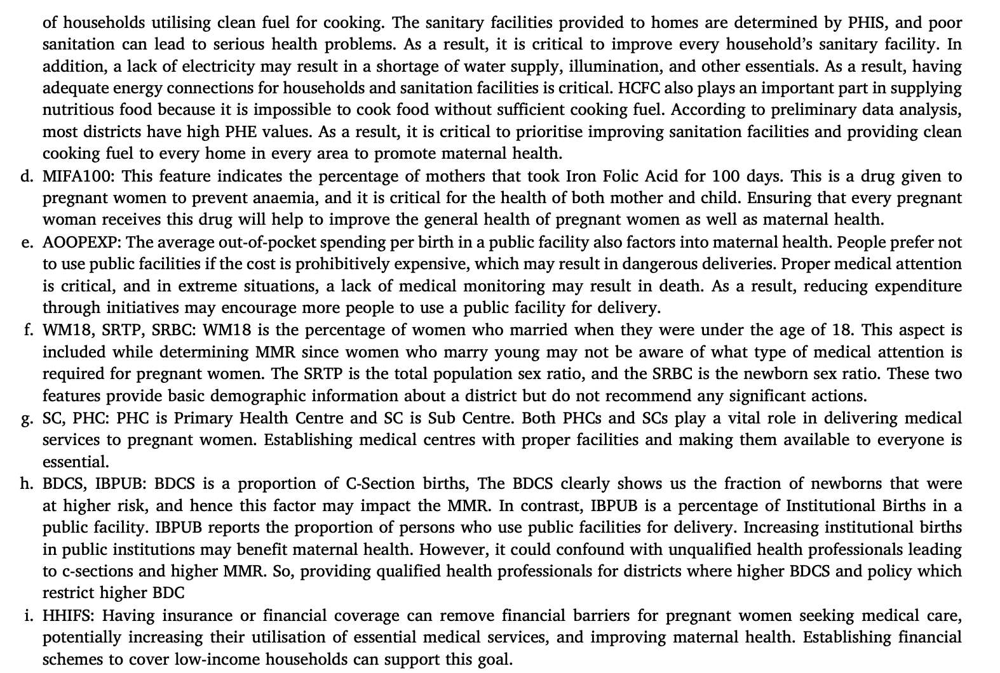 of households utilising clean fuel for cooking. The sanitary facilities provided to homes are determined by PHIS, and poor
sanitation can lead to serious health problems. As a result, it is critical to improve every household’s sanitary facility. In
addition, a lack of electricity may result in a shortage of water supply, illumination, and other essentials. As a result, having
adequate energy connections for households and sanitation facilities is critical. HCFC also plays an important part in supplying
nutritious food because it is impossible to cook food without sufficient cooking fuel. According to preliminary data analysis,
most districts have high PHE values. As a result, it is critical to prioritise improving sanitation facilities and providing clean
cooking fuel to every home in every area to promote maternal health.
d. MIFA100: This feature indicates the percentage of mothers that took Iron Folic Acid for 100 days. This is a drug given to
pregnant women to prevent anaemia, and it is critical for the health of both mother and child. Ensuring that every pregnant
woman receives this drug will help to improve the general health of pregnant women as well as maternal health.
e. AOOPEXP: The average out-of-pocket spending per birth in a public facility also factors into maternal health. People prefer not
to use public facilities if the cost is prohibitively expensive, which may result in dangerous deliveries. Proper medical attention
is critical, and in extreme situations, a lack of medical monitoring may result in death. As a result, reducing expenditure
through initiatives may encourage more people to use a public facility for delivery.
f. WM18, SRTP, SRBC: WM18 is the percentage of women who married when they were under the age of 18. This aspect is
included while determining MMR since women who marry young may not be aware of what type of medical attention is
required for pregnant women. The SRTP is the total population sex ratio, and the SRBC is the newborn sex ratio. These two
features provide basic demographic information about a district but do not recommend any significant actions.
g. SC, PHC: PHC is Primary Health Centre and SC is Sub Centre. Both PHCs and SCs play a vital role in delivering medical
services to pregnant women. Establishing medical centres with proper facilities and making them available to everyone is
essential.
h. BDCS, IBPUB: BDCS is a proportion of C-Section births, The BDCS clearly shows us the fraction of newborns that were
at higher risk, and hence this factor may impact the MMR. In contrast, IBPUB is a percentage of Institutional Births in a
public facility. IBPUB reports the proportion of persons who use public facilities for delivery. Increasing institutional births
in public institutions may benefit maternal health. However, it could confound with unqualified health professionals leading
to c-sections and higher MMR. So, providing qualified health professionals for districts where higher BDCS and policy which
restrict higher BDC
i. HHIFS: Having insurance or financial coverage can remove financial barriers for pregnant women seeking medical care,
potentially increasing their utilisation of essential medical services, and improving maternal health. Establishing financial
schemes to cover low-income households can support this goal.